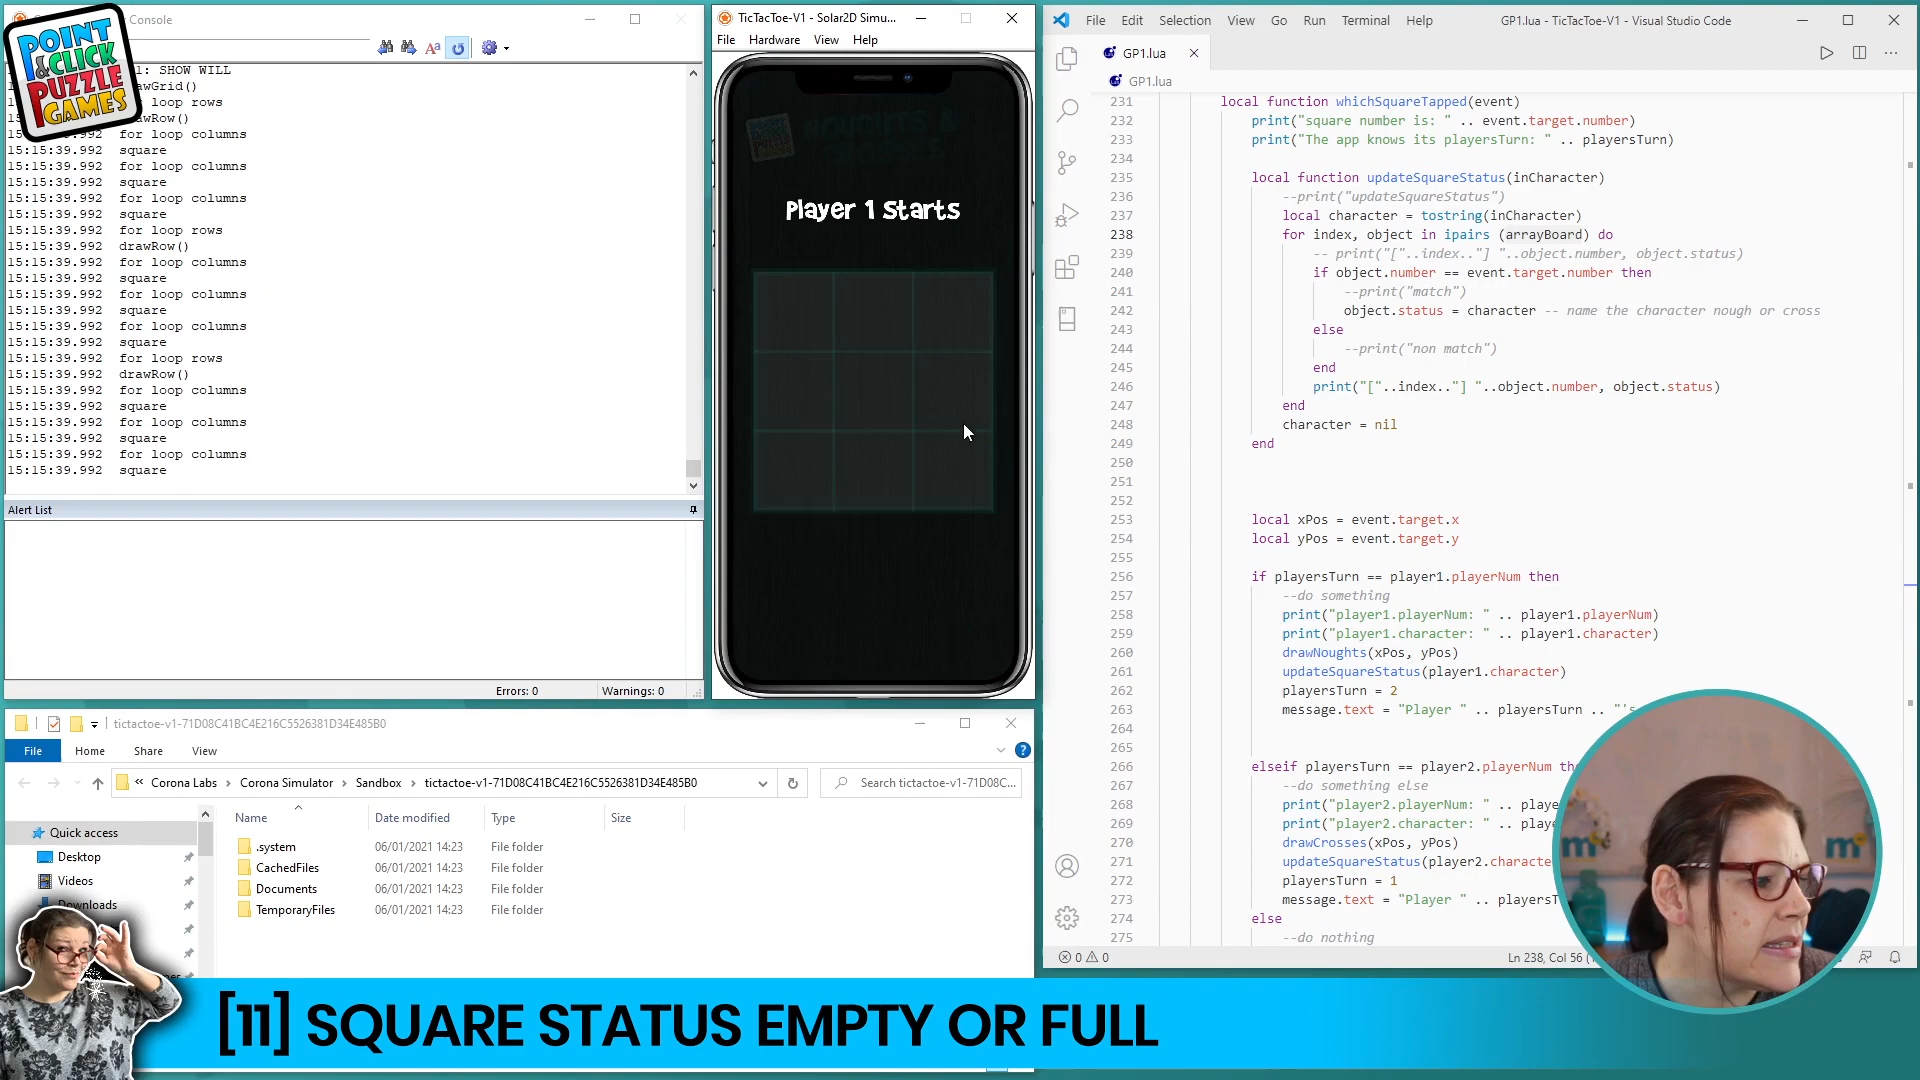 POINT
&CLICK
PUZZLE
GAMES
Console
1: SHOW WILL
awGrid()
for loop rows
drawRow()
15:15:39.992 for loop columns
15:15:39.992 square
15:15:39.992 for loop columns
15:15:39.992 square
15:15:39.992 for loop columns
15:15:39.992 square
15:15:39.992 for loop rows
15:15:39.992 drawRow()
15:15:39.992 for loop columns
15:15:39.992 square
15:15:39.992 for loop columns
15:15:39.992 square
15:15:39.992 for loop columns
15:15:39.992 square
15:15:39.992 for loop rows
15:15:39.992 drawRow()
15:15:39.992 for loop columns
15:15:39.992 square
15:15:39.992 for loop columns
15:15:39.992 square
15:15:39.992 for loop columns
15:15:39.992 square
Alert List
Errors: 0 Warnings: 0
TicTacToe-V1 - Solar2D Simu...
File Hardware View Help
NOUGHTS &
CROSSES
Player 1 Starts
File Edit Selection View Go Run Terminal Help GP1.lua - TicTacToe-V1 - Visual Studio Code
GP1.lua
GP1.lua
231 local function whichSquareTapped(event)
232 print("square number is: " .. event.target.number)
233 print("The app knows its playersTurn: " .. playersTurn)
234
235 local function updateSquareStatus(inCharacter)
236 --print("updateSquareStatus")
237 local character = tostring(inCharacter)
238 for index, object in ipairs (arrayBoard) do
239 -- print("["..index.."] "..object.number, object.status)
240 if object.number == event.target.number then
241 --print("match")
242 object.status = character -- name the character nough or cross
243 else
244 --print("non match")
245 end
246 print("["..index.."] "..object.number, object.status)
247 end
248 character = nil
249 end
250
251
252
253 local xPos = event.target.x
254 local yPos = event.target.y
255
256 if playersTurn == player1.playerNum then
257 --do something
258 print("player1.playerNum: " .. player1.playerNum)
259 print("player1.character: " .. player1.character)
260 drawNoughts(xPos, yPos)
261 updateSquareStatus(player1.character)
262 playersTurn = 2
263 message.text = "Player " .. playersTurn .. "'s
264
265
266 elseif playersTurn == player2.playerNum the
267 --do something else
268 print("player2.playerNum: " .. playe
269 print("player2.character: " .. playe
270 drawCrosses(xPos, yPos)
271 updateSquareStatus(player2.characte
272 playersTurn = 1
273 message.text = "Player " .. playersT
274 else
275 --do nothing
0 0 Ln 238, Col 56
tictactoe-v1-71D08C41BC4E216C5526381D34E485B0
File Home Share View
« Corona Labs › Corona Simulator › Sandbox › tictactoe-v1-71D08C41BC4E216C5526381D34E485B0
Search tictactoe-v1-71D08C...
Name Date modified Type Size
Quick access
Desktop
Videos
Downloads
.system 06/01/2021 14:23 File folder
CachedFiles 06/01/2021 14:23 File folder
Documents 06/01/2021 14:23 File folder
TemporaryFiles 06/01/2021 14:23 File folder
[11] SQUARE STATUS EMPTY OR FULL